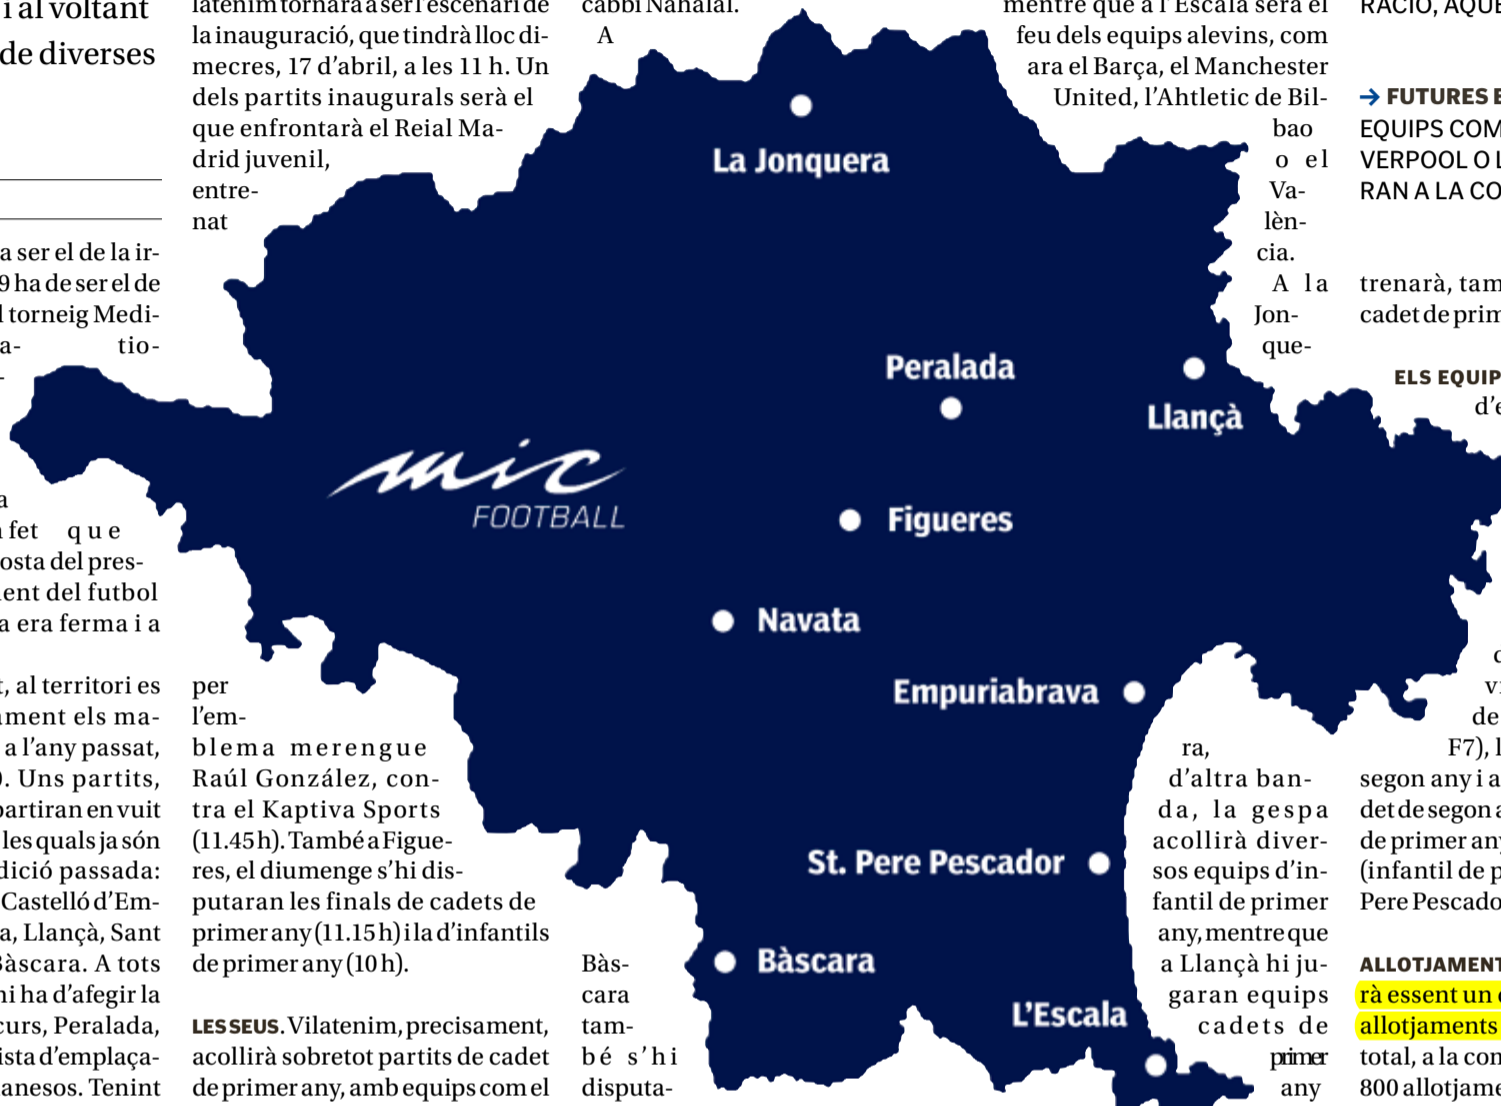 i al voltant
de diverses
a ser el de la ir-
9 ha de ser el de
l torneig Medi-
a- tio-
-
a
fet que
osta del pres-
ent del futbol
a era ferma i a
, al territori es
ment els ma-
a l'any passat,
. Uns partits,
partiran en vuit
les quals ja són
dició passada:
Castelló d'Em-
a, Llançà, Sant
Bàscara. A tots
hi ha d'afegir la
curs, Peralada,
ista d'emplaça-
anesos. Tenint
latenim tornarà a ser l'escenari de
la inauguració, que tindrà lloc di-
mecres, 17 d'abril, a les 11 h. Un
dels partits inaugurals serà el
que enfrontarà el Reial Ma-
drid juvenil,
entre-
nat
per
l'em-
blema merengue
Raúl González, con-
tra el Kaptiva Sports
(11.45 h). També a Figue-
res, el diumenge s'hi dis-
putaran les finals de cadets de
primer any (11.15 h) i la d'infantils
de primer any (10 h).
LES SEUS. Vilatenim, precisament,
acollirà sobretot partits de cadet
de primer any, amb equips com el
cabbi Nahalal.
A
La Jonquera
Peralada
Llançà
mic
FOOTBALL
Figueres
Navata
Empuriabrava
St. Pere Pescador
Bàscara
L'Escala
Bàs-
cara
tam-
bé s'hi
disputa-
mentre que a l'Escala serà el
feu dels equips alevins, com
ara el Barça, el Manchester
United, l'Ahtletic de Bil-
bao
o el
Va-
lèn-
cia.
A la
Jon-
que-
ra,
d'altra ban-
da, la gespa
acollirà diver-
sos equips d'in-
fantil de primer
any, mentre que
a Llançà hi ju-
garan equips
cadets de
primer
any
RACIÓ, AQUE
→ FUTURES E
EQUIPS COM
VERPOOL O L
RAN A LA CO
trenarà, tam
cadet de prim
ELS EQUIP
d'e
vi
de
F7), l
segon any i a
det de segon a
de primer any
(infantil de p
Pere Pescado
ALLOTJAMENT
rà essent un
allotjaments
total, a la con
800 allotjame